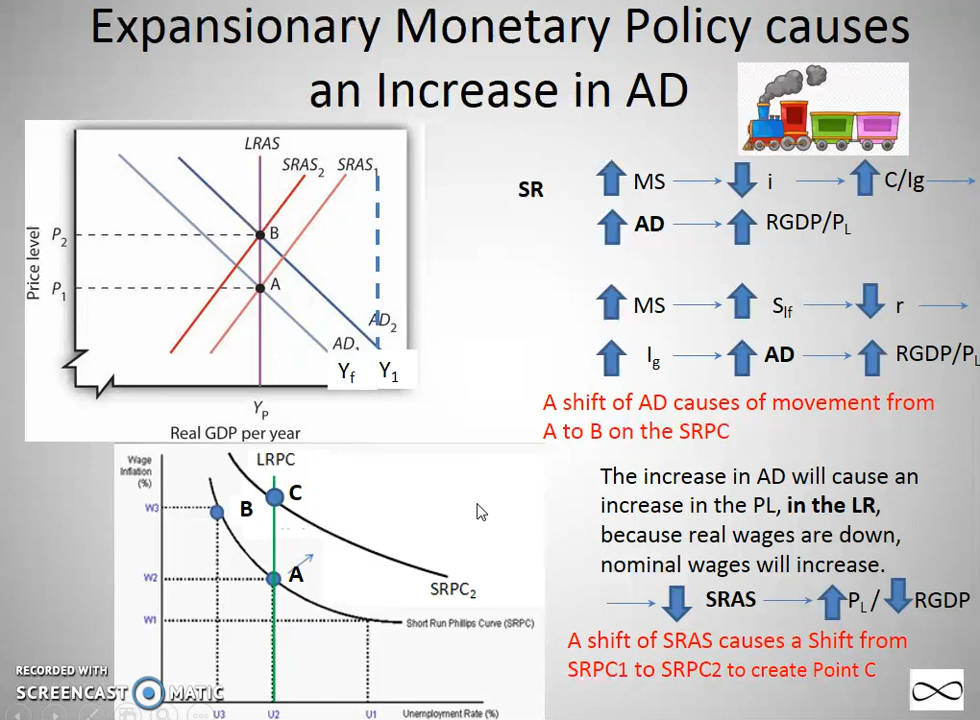 Expansionary Monetary Policy causes
an Increase in AD
LRAS
SRAS2 SRAS1
Price level
P2
P1
B
A
AD2
AD1
Yf Y1
YP
Real GDP per year
SR
MS i C/Ig
AD RGDP/PL
MS Slf r
Ig AD RGDP/PL
A shift of AD causes of movement from
A to B on the SRPC
The increase in AD will cause an
increase in the PL, in the LR,
because real wages are down,
nominal wages will increase.
SRAS PL / RGDP
A shift of SRAS causes a Shift from
SRPC1 to SRPC2 to create Point C
Wage
Inflation
(%)
LRPC
C
W3
B
W2
A
SRPC2
W1
Short Run Phillips Curve (SRPC)
U3 U2 U1 Unemployment Rate (%)
RECORDED WITH
SCREENCAST MATIC